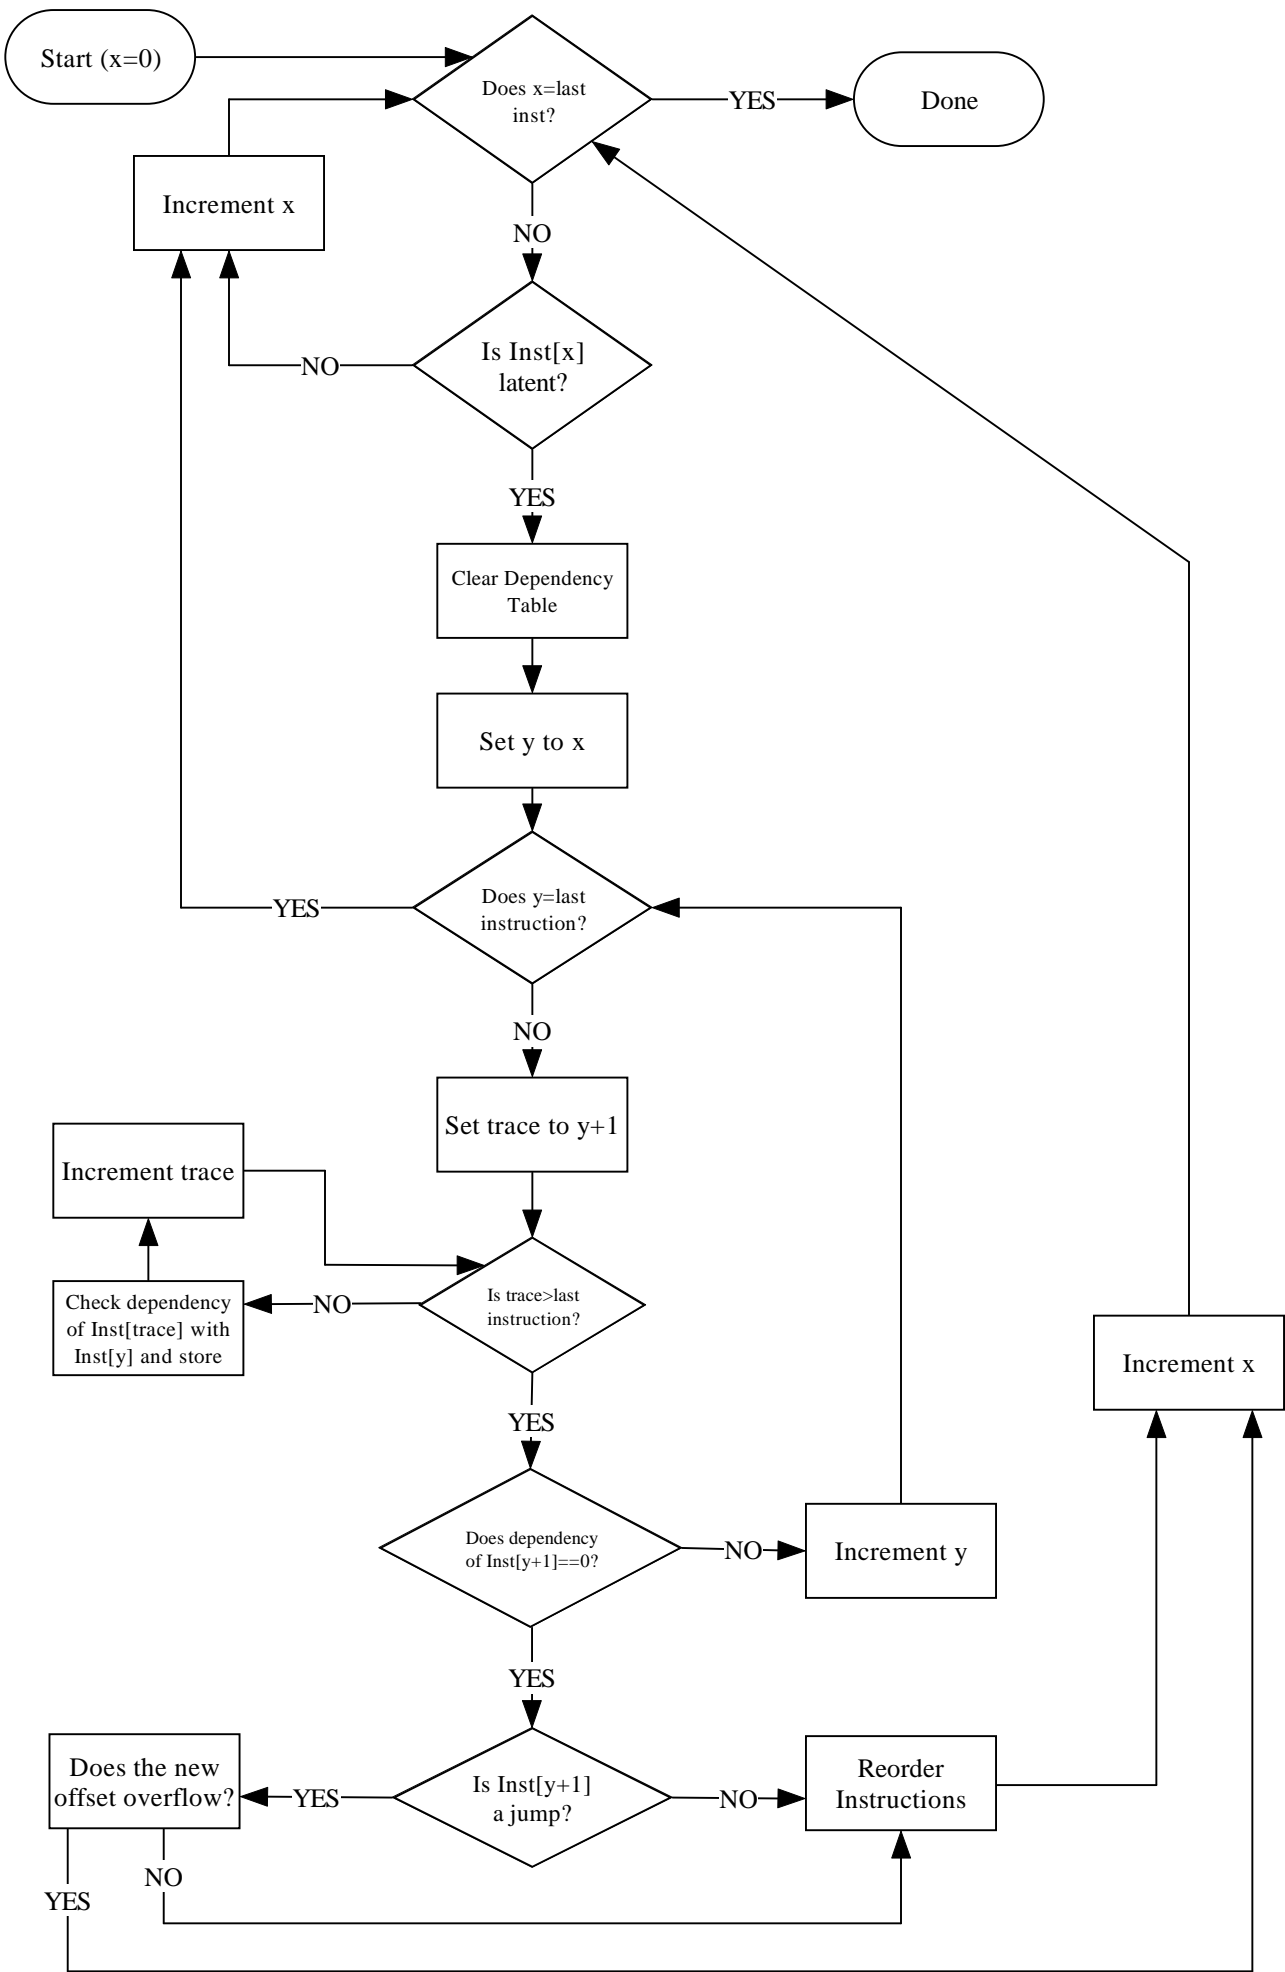 Start (x=0)
Does x=last
inst?
YES
Done
Increment x
NO
Is Inst[x]
latent?
NO
YES
Clear Dependency
Table
Set y to x
Does y=last
instruction?
YES
NO
Set trace to y+1
Increment trace
Is trace>last
instruction?
NO
Check dependency
of Inst[trace] with
Inst[y] and store
Increment x
YES
Does dependency
of Inst[y+1]==0?
NO
Increment y
YES
Is Inst[y+1]
a jump?
YES
Does the new
offset overflow?
NO
Reorder
Instructions
NO
YES